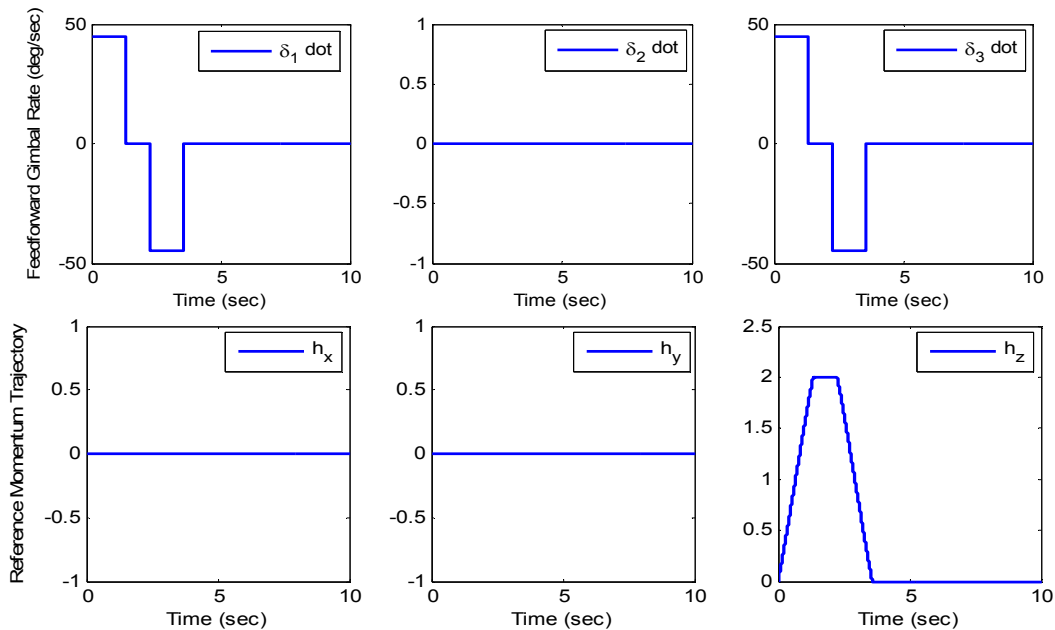 Feedforward Gimbal Rate (deg/sec)
50
0
-50
0 5 10
Time (sec)
δ1 dot
1
0.5
0
-0.5
-1
0 5 10
Time (sec)
δ2 dot
50
0
-50
0 5 10
Time (sec)
δ3 dot
Reference Momentum Trajectory
1
0.5
0
-0.5
-1
0 5 10
Time (sec)
hx
1
0.5
0
-0.5
-1
0 5 10
Time (sec)
hy
2.5
2
1.5
1
0.5
0
0 5 10
Time (sec)
hz